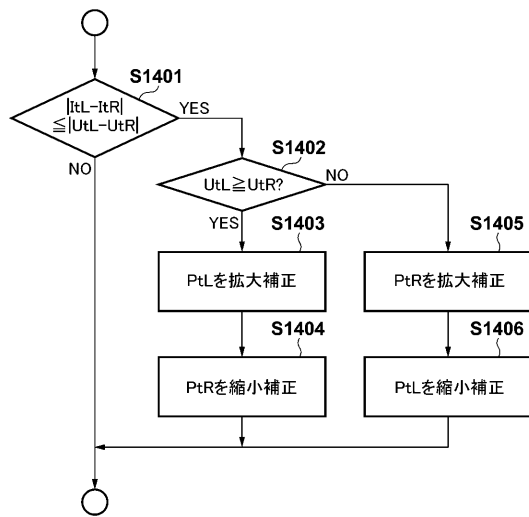 S1401
|ItL−ItR|
≦|UtL−UtR|
YES
NO
S1402
UtL≧UtR?
NO
YES
S1403
PtLを拡大補正
S1405
PtRを拡大補正
S1404
PtRを縮小補正
S1406
PtLを縮小補正